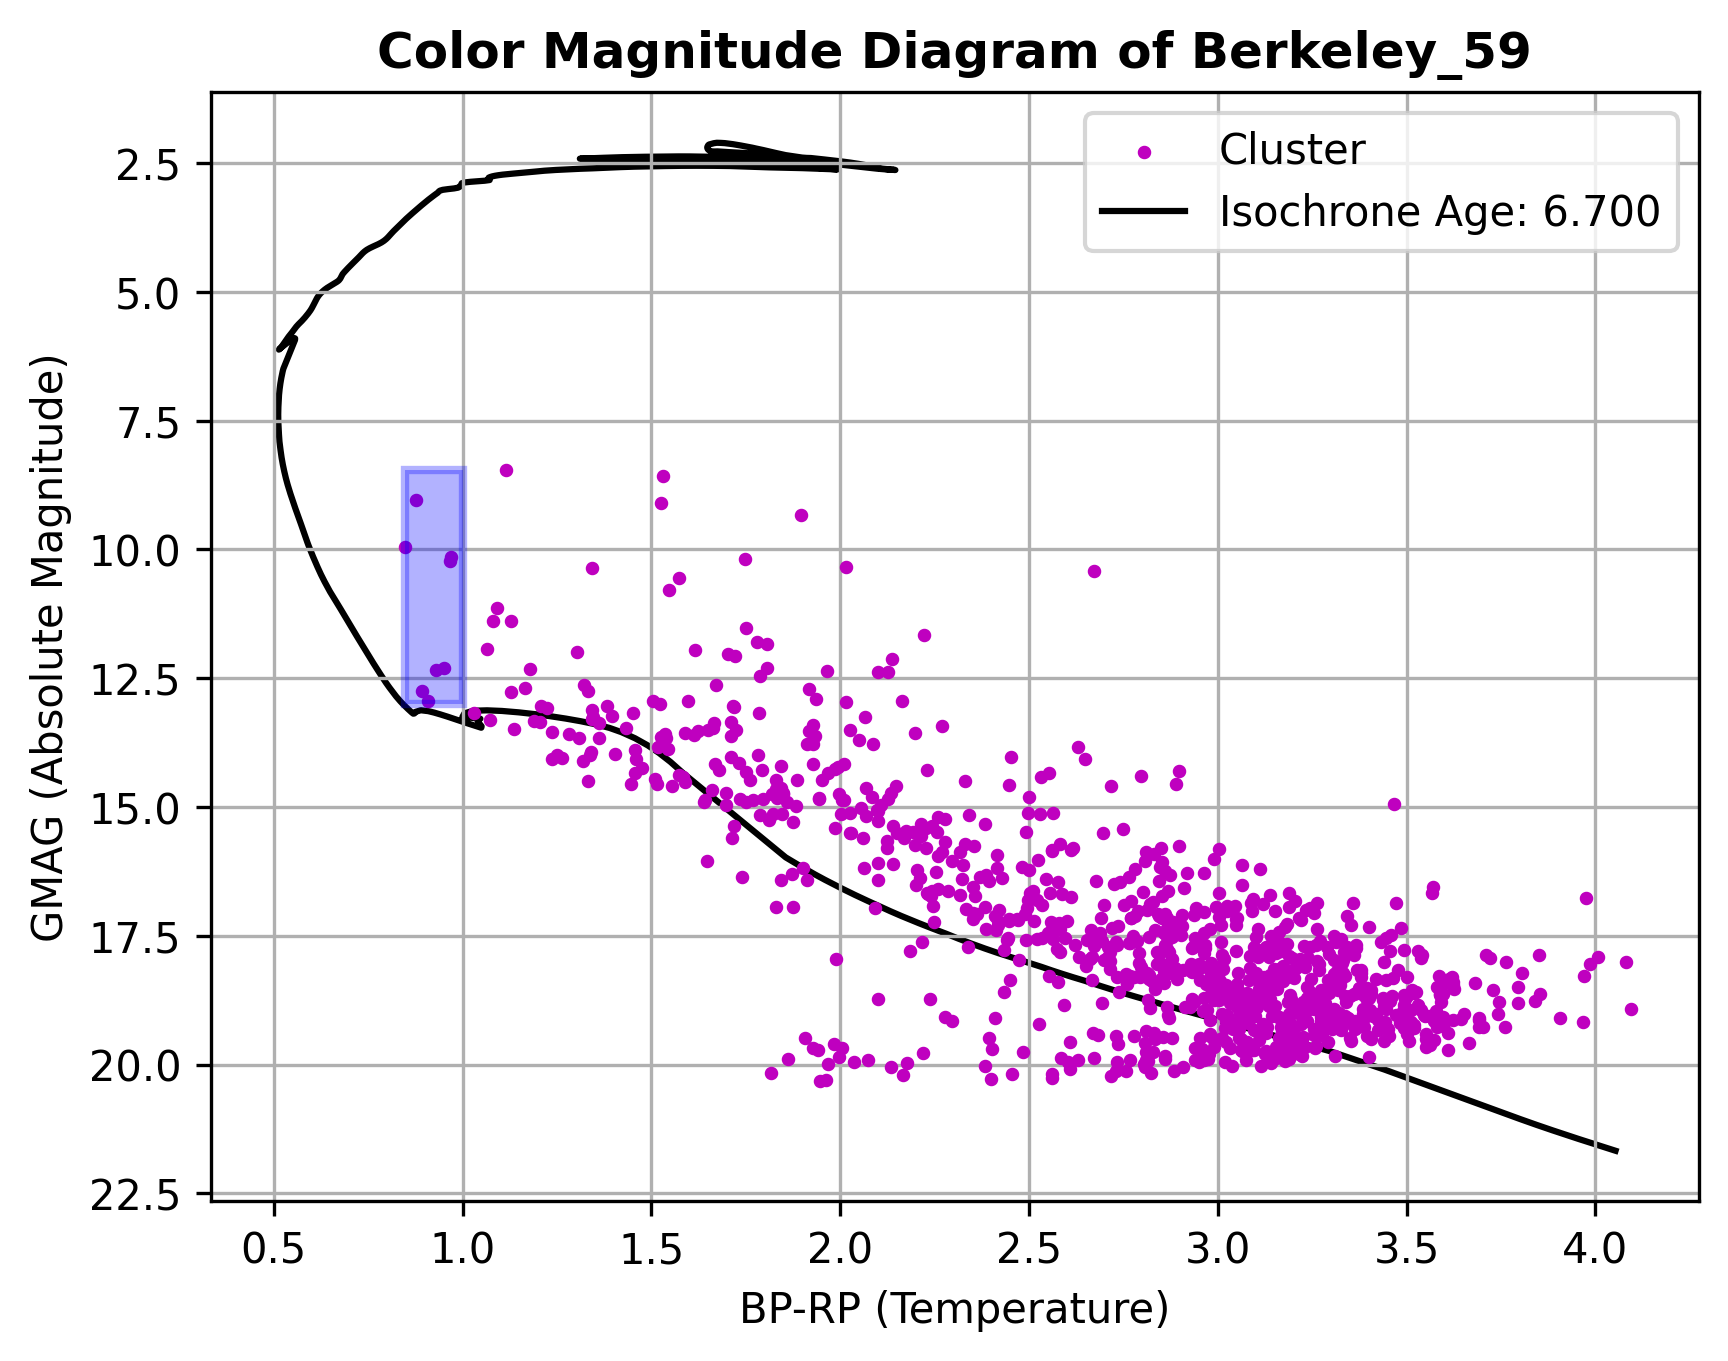 Color Magnitude Diagram of Berkeley_59
Cluster
Isochrone Age: 6.700
GMAG (Absolute Magnitude)
2.5
5.0
7.5
10.0
12.5
15.0
17.5
20.0
22.5
0.5 1.0 1.5 2.0 2.5 3.0 3.5 4.0
BP-RP (Temperature)